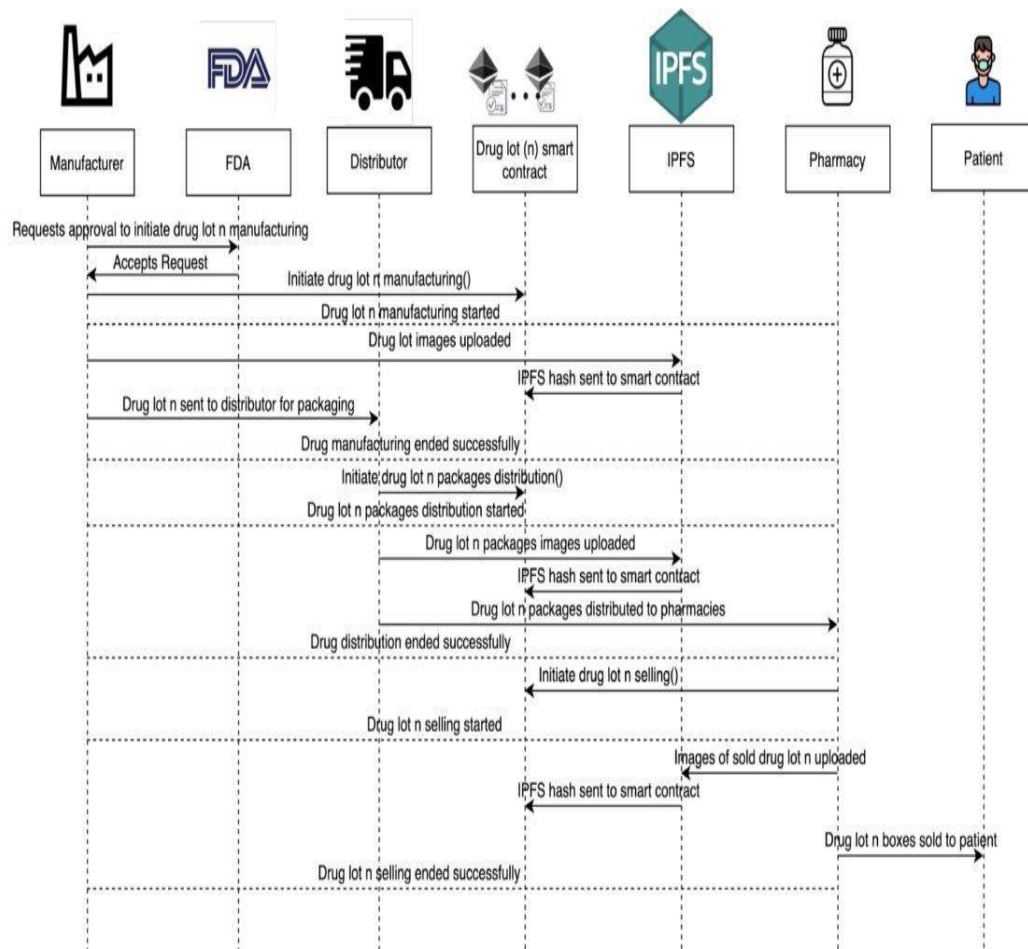 FDA
IPFS
Manufacturer
FDA
Distributor
Drug lot (n) smart
contract
IPFS
Pharmacy
Patient
Requests approval to initiate drug lot n manufacturing
Accepts Request
Initiate drug lot n manufacturing()
Drug lot n manufacturing started
Drug lot images uploaded
IPFS hash sent to smart contract
Drug lot n sent to distributor for packaging
Drug manufacturing ended successfully
Initiate drug lot n packages distribution()
Drug lot n packages distribution started
Drug lot n packages images uploaded
IPFS hash sent to smart contract
Drug lot n packages distributed to pharmacies
Drug distribution ended successfully
Initiate drug lot n selling()
Drug lot n selling started
Images of sold drug lot n uploaded
IPFS hash sent to smart contract
Drug lot n boxes sold to patient
Drug lot n selling ended successfully